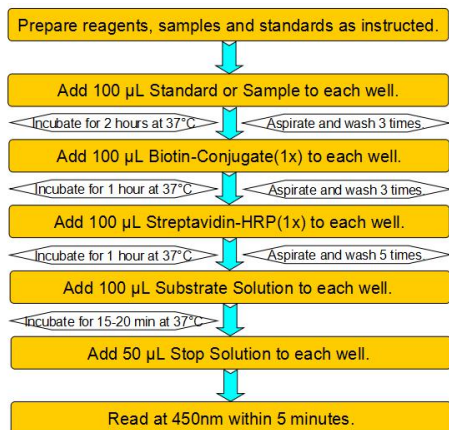 Prepare reagents, samples and standards as instructed.
Add 100 µL Standard or Sample to each well.
Incubate for 2 hours at 37°C
Aspirate and wash 3 times.
Add 100 µL Biotin-Conjugate(1x) to each well.
Incubate for 1 hour at 37°C
Aspirate and wash 3 times.
Add 100 µL Streptavidin-HRP(1x) to each well.
Incubate for 1 hour at 37°C
Aspirate and wash 5 times.
Add 100 µL Substrate Solution to each well.
Incubate for 15-20 min at 37°C
Add 50 µL Stop Solution to each well.
Read at 450nm within 5 minutes.